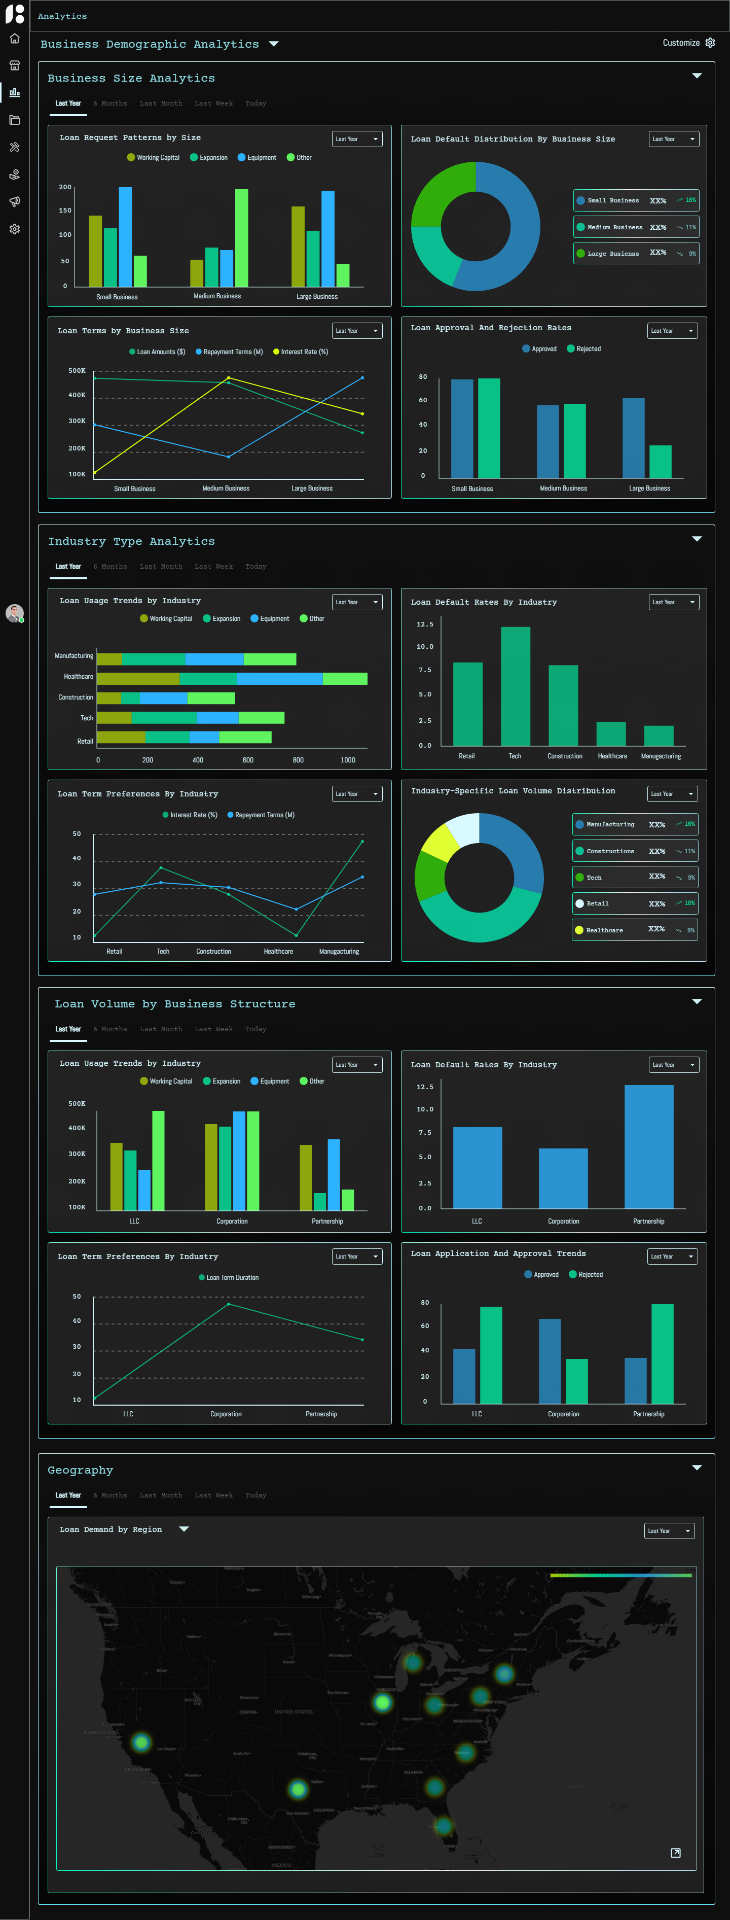 Analytics
Business Demographic Analytics
Customize
Business Size Analytics
Last Year 6 Months Last Month Last Week Today
Loan Request Patterns by Size
Last Year
Working Capital Expansion Equipment Other
200
150
100
50
0
Small Business Medium Business Large Business
Loan Default Distribution By Business Size
Last Year
Small Business XX% 16%
Medium Business XX% 11%
Large Business XX% 9%
Loan Terms by Business Size
Last Year
Loan Amounts ($) Repayment Terms (M) Interest Rate (%)
500K
400K
300K
200K
100K
Small Business Medium Business Large Business
Loan Approval And Rejection Rates
Last Year
Approved Rejected
80
60
40
20
0
Small Business Medium Business Large Business
Industry Type Analytics
Last Year 6 Months Last Month Last Week Today
Loan Usage Trends by Industry
Last Year
Working Capital Expansion Equipment Other
Manufacturing
Healthcare
Construction
Tech
Retail
0 200 400 600 800 1000
Loan Default Rates By Industry
Last Year
12.5
10.0
7.5
5.0
2.5
0.0
Retail Tech Construction Healthcare Manugacturing
Loan Term Preferences By Industry
Last Year
Interest Rate (%) Repayment Terms (M)
50
40
30
20
10
Retail Tech Construction Healthcare Manugacturing
Industry-Specific Loan Volume Distribution
Last Year
Manufacturing XX% 16%
Constructions XX% 11%
Tech XX% 9%
Retail XX% 16%
Healthcare XX% 9%
Loan Volume by Business Structure
Last Year 6 Months Last Month Last Week Today
Loan Usage Trends by Industry
Last Year
Working Capital Expansion Equipment Other
500K
400K
300K
200K
100K
LLC Corporation Partnership
Loan Default Rates By Industry
Last Year
12.5
10.0
7.5
5.0
2.5
0.0
LLC Corporation Partnership
Loan Term Preferences By Industry
Last Year
Loan Term Duration
50
40
30
20
10
LLC Corporation Partnership
Loan Application And Approval Trends
Last Year
Approved Rejected
80
60
40
20
0
LLC Corporation Partnership
Geography
Last Year 6 Months Last Month Last Week Today
Loan Demand by Region
Last Year
CHICAGO
UNITED STATES
WASHINGTON
ATLANTA
MEXICO